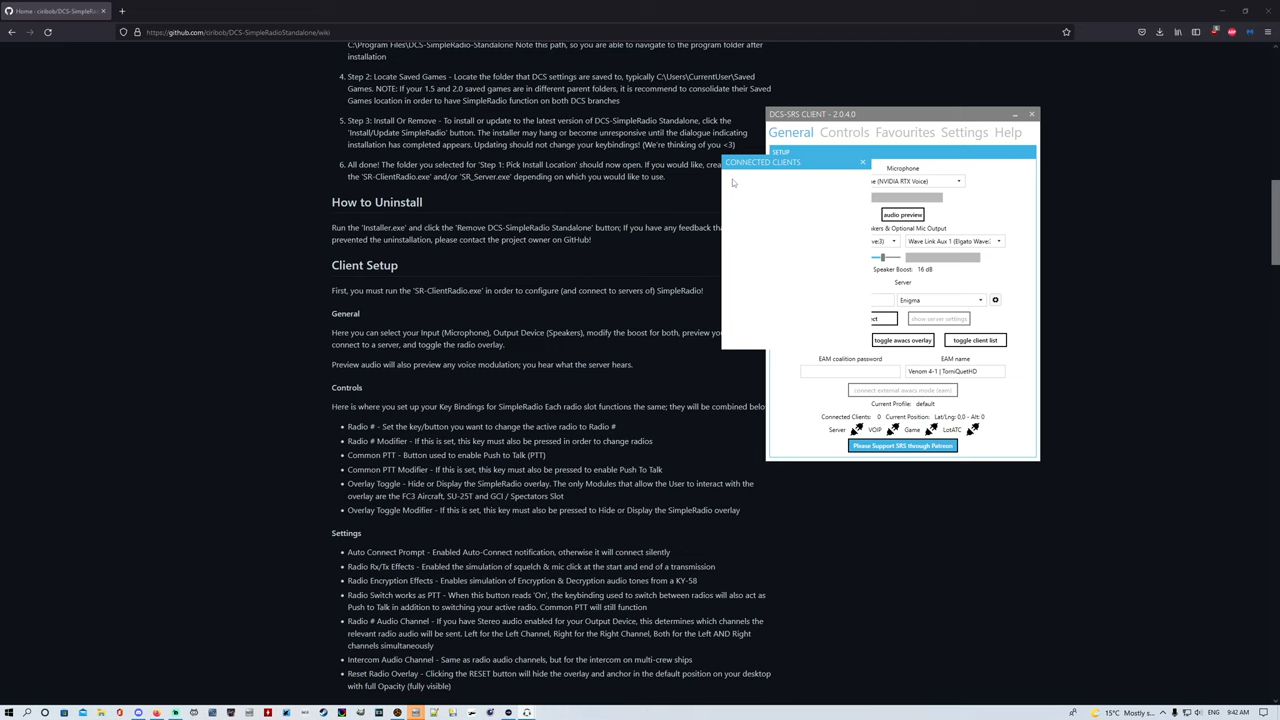 Home - ciribob/DCS-SimpleRa
https://github.com/ciribob/DCS-SimpleRadioStandalone/wiki
C:\Program Files\DCS-SimpleRadio-Standalone Note this path, so you are able to navigate to the program folder after
installation
4. Step 2: Locate Saved Games - Locate the folder that DCS settings are saved to, typically C:\Users\CurrentUser\Saved
Games. NOTE: If your 1.5 and 2.0 saved games are in different parent folders, it is recommend to consolidate their Saved
Games location in order to have SimpleRadio function on both DCS branches
5. Step 3: Install Or Remove - To install or update to the latest version of DCS-SimpleRadio Standalone, click the
'Install/Update SimpleRadio' button. The installer may hang or become unresponsive until the dialogue indicating
installation has completed appears. Updating should not change your keybindings! (We're thinking of you <3)
6. All done! The folder you selected for 'Step 1: Pick Install Location' should now open. If you would like, crea
the 'SR-ClientRadio.exe' and/or 'SR_Server.exe' depending on which you would like to use.
How to Uninstall
Run the 'Installer.exe' and click the 'Remove DCS-SimpleRadio Standalone' button; If you have any feedback th
prevented the uninstallation, please contact the project owner on GitHub!
Client Setup
First, you must run the 'SR-ClientRadio.exe' in order to configure (and connect to servers of) SimpleRadio!
General
Here you can select your Input (Microphone), Output Device (Speakers), modify the boost for both, preview you
connect to a server, and toggle the radio overlay.
Preview audio will also preview any voice modulation; you hear what the server hears.
Controls
Here is where you set up your Key Bindings for SimpleRadio Each radio slot functions the same; they will be combined below
• Radio # - Set the key/button you want to change the active radio to Radio #
• Radio # Modifier - If this is set, this key must also be pressed in order to change radios
• Common PTT - Button used to enable Push to Talk (PTT)
• Common PTT Modifier - If this is set, this key must also be pressed to enable Push To Talk
• Overlay Toggle - Hide or Display the SimpleRadio overlay. The only Modules that allow the User to interact with the
overlay are the FC3 Aircraft, SU-25T and GCI / Spectators Slot
• Overlay Toggle Modifier - If this is set, this key must also be pressed to Hide or Display the SimpleRadio overlay
Settings
• Auto Connect Prompt - Enabled Auto-Connect notification, otherwise it will connect silently
• Radio Rx/Tx Effects - Enabled the simulation of squelch & mic click at the start and end of a transmission
• Radio Encryption Effects - Enables simulation of Encryption & Decryption audio tones from a KY-58
• Radio Switch works as PTT - When this button reads 'On', the keybinding used to switch between radios will also act as
Push to Talk in addition to switching your active radio. Common PTT will still function
• Radio # Audio Channel - If you have Stereo audio enabled for your Output Device, this determines which channels the
relevant radio audio will be sent. Left for the Left Channel, Right for the Right Channel, Both for the Left AND Right
channels simultaneously
• Intercom Audio Channel - Same as radio audio channels, but for the intercom on multi-crew ships
• Reset Radio Overlay - Clicking the RESET button will hide the overlay and anchor in the default position on your desktop
with full Opacity (fully visible)
DCS-SRS CLIENT - 2.0.4.0
General Controls Favourites Settings Help
SETUP
CONNECTED CLIENTS
Microphone
e (NVIDIA RTX Voice)
audio preview
kers & Optional Mic Output
ve:3) Wave Link Aux 1 (Elgato Wave:
Speaker Boost: 16 dB
Server
Enigma
ect show server settings
toggle awacs overlay toggle client list
EAM coalition password EAM name
Venom 4-1 | TorniQuetHD
connect external awacs mode (eam)
Current Profile: default
Connected Clients: 0 Current Position: Lat/Lng: 0,0 - Alt: 0
Server VOIP Game LotATC
Please Support SRS through Patreon
15°C Mostly s... ENG 9:42 AM